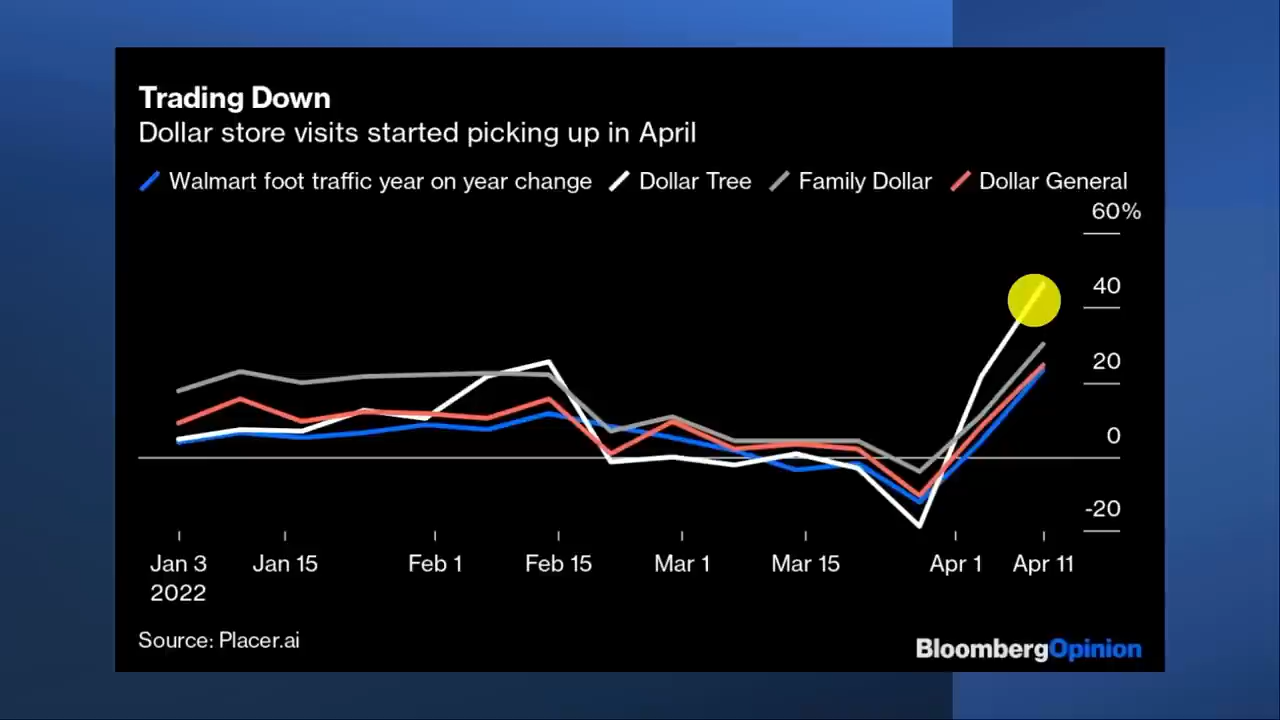 Trading Down
Dollar store visits started picking up in April
Walmart foot traffic year on year change Dollar Tree Family Dollar Dollar General
60%
40
20
0
-20
Jan 3 Jan 15 Feb 1 Feb 15 Mar 1 Mar 15 Apr 1 Apr 11
2022
Source: Placer.ai
BloombergOpinion